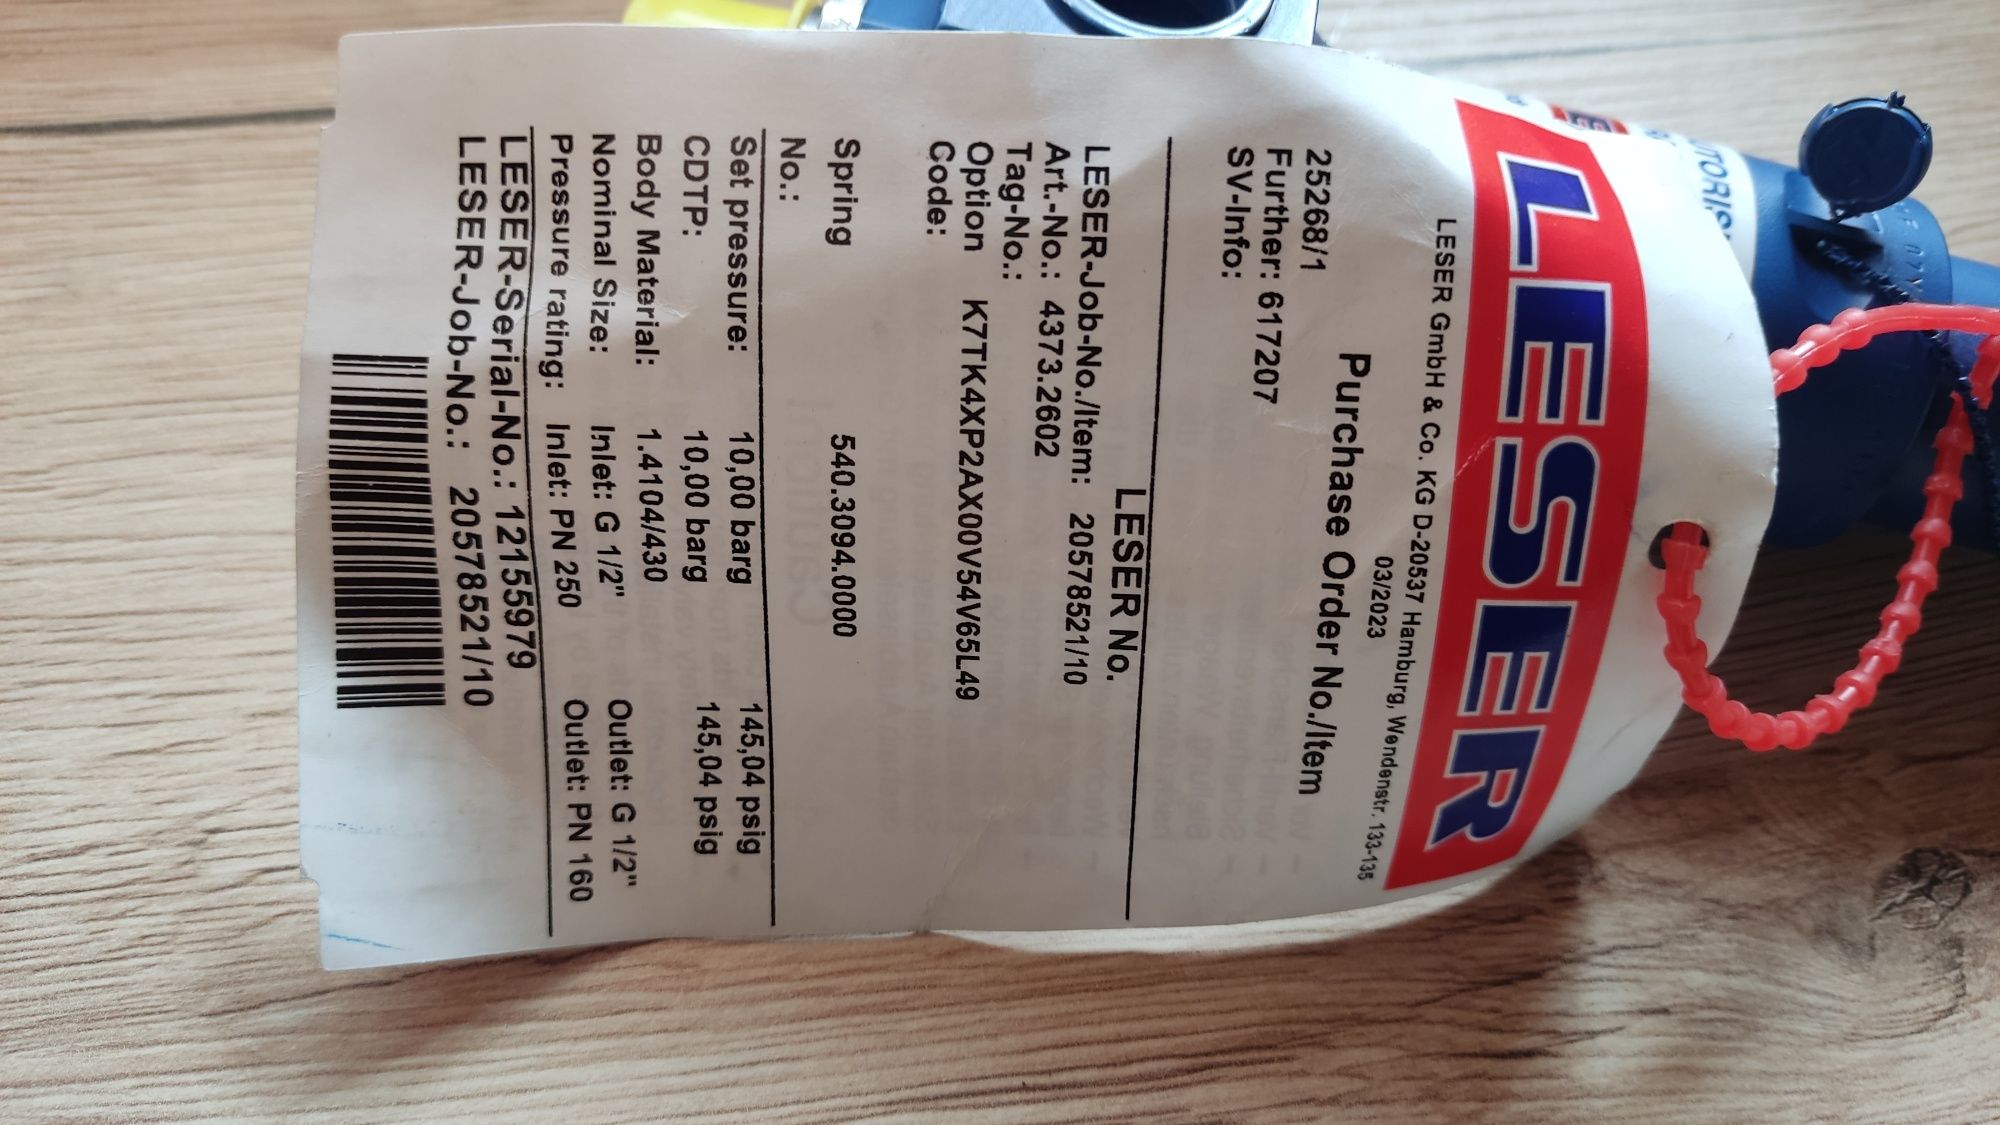 LESER
LESER GmbH & Co. KG D-20537 Hamburg, Wendenstr. 133-135
03/2023
Purchase Order No./Item
25268/1
Further: 617207
SV-Info:
LESER No.
LESER-Job-No./Item: 20578521/10
Art.-No.: 4373.2602
Tag-No.:
Option K7TK4XP2AX00V54V65L49
Code:
Spring 540.3094.0000
No.:
Set pressure: 10,00 barg 145,04 psig
CDTP: 10,00 barg 145,04 psig
Body Material: 1.4104/430
Nominal Size: Inlet: G 1/2" Outlet: G 1/2"
Pressure rating: Inlet: PN 250 Outlet: PN 160
LESER-Serial-No.: 12155979
LESER-Job-No.: 20578521/10